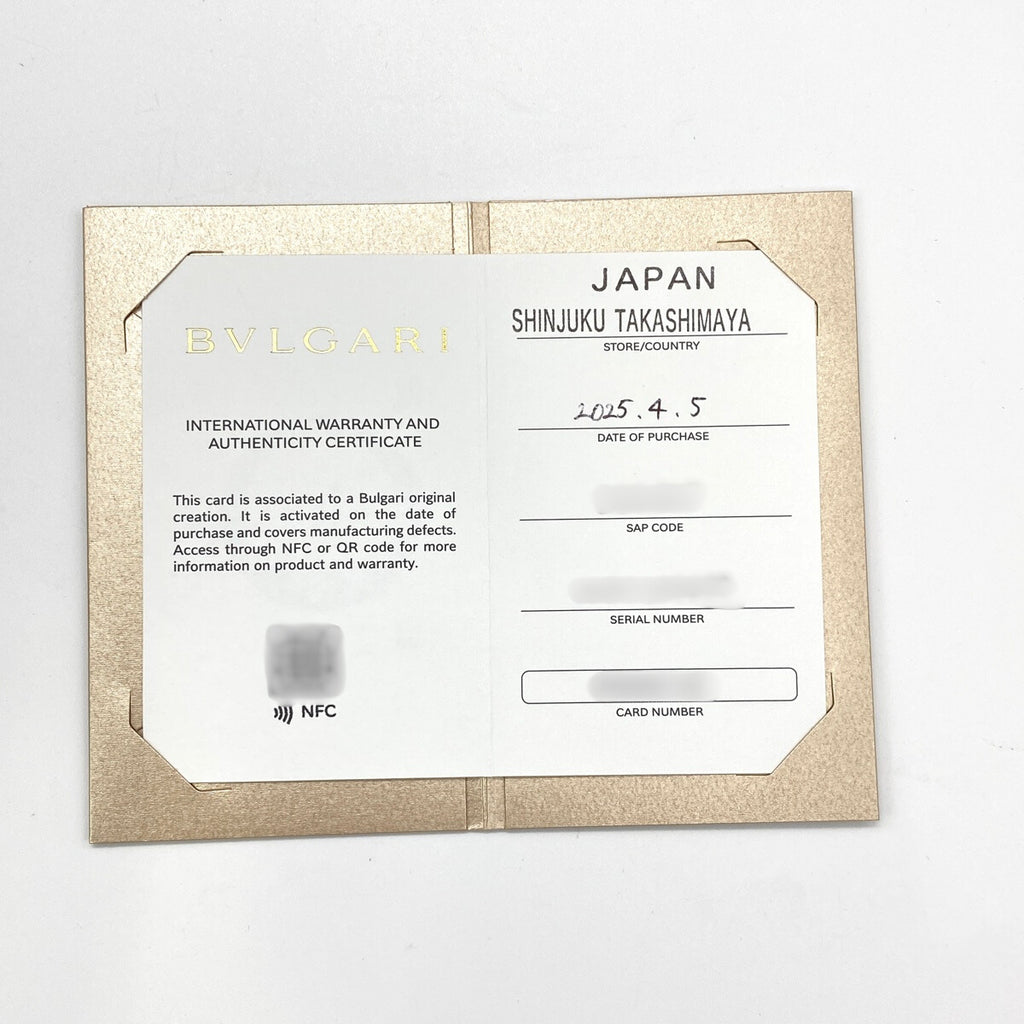 BVLGARI
INTERNATIONAL WARRANTY AND
AUTHENTICITY CERTIFICATE
This card is associated to a Bulgari original
creation. It is activated on the date of
purchase and covers manufacturing defects.
Access through NFC or QR code for more
information on product and warranty.
NFC
JAPAN
SHINJUKU TAKASHIMAYA
STORE/COUNTRY
2025.4.5
DATE OF PURCHASE
SAP CODE
SERIAL NUMBER
CARD NUMBER